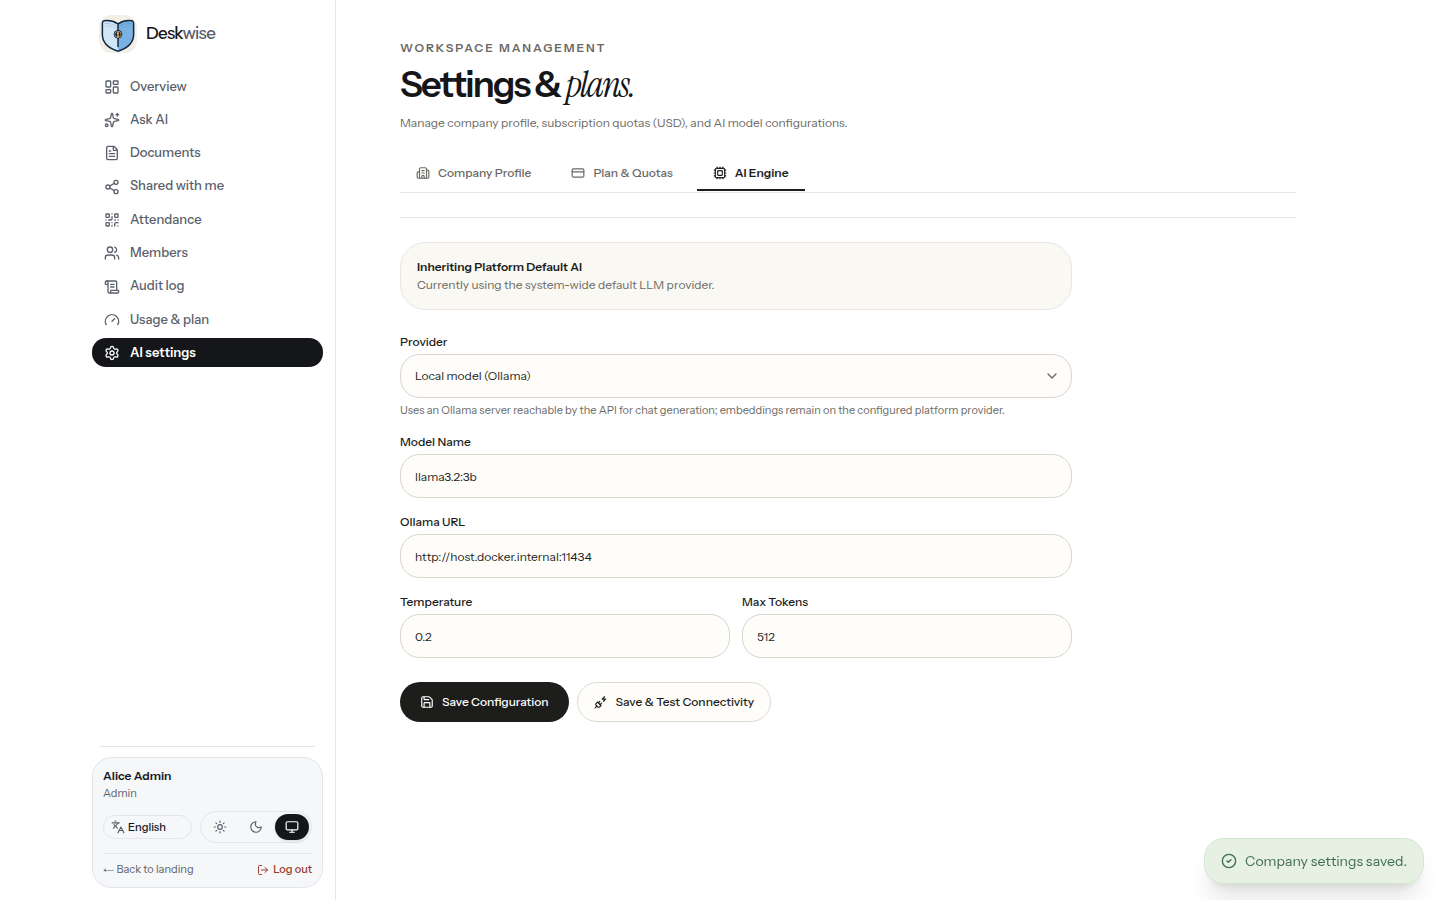 Deskwise
Overview
Ask AI
Documents
Shared with me
Attendance
Members
Audit log
Usage & plan
AI settings
Alice Admin
Admin
English
← Back to landing
Log out
WORKSPACE MANAGEMENT
Settings & plans.
Manage company profile, subscription quotas (USD), and AI model configurations.
Company Profile
Plan & Quotas
AI Engine
Inheriting Platform Default AI
Currently using the system-wide default LLM provider.
Provider
Local model (Ollama)
Uses an Ollama server reachable by the API for chat generation; embeddings remain on the configured platform provider.
Model Name
llama3.2:3b
Ollama URL
http://host.docker.internal:11434
Temperature
0.2
Max Tokens
512
Save Configuration
Save & Test Connectivity
Company settings saved.